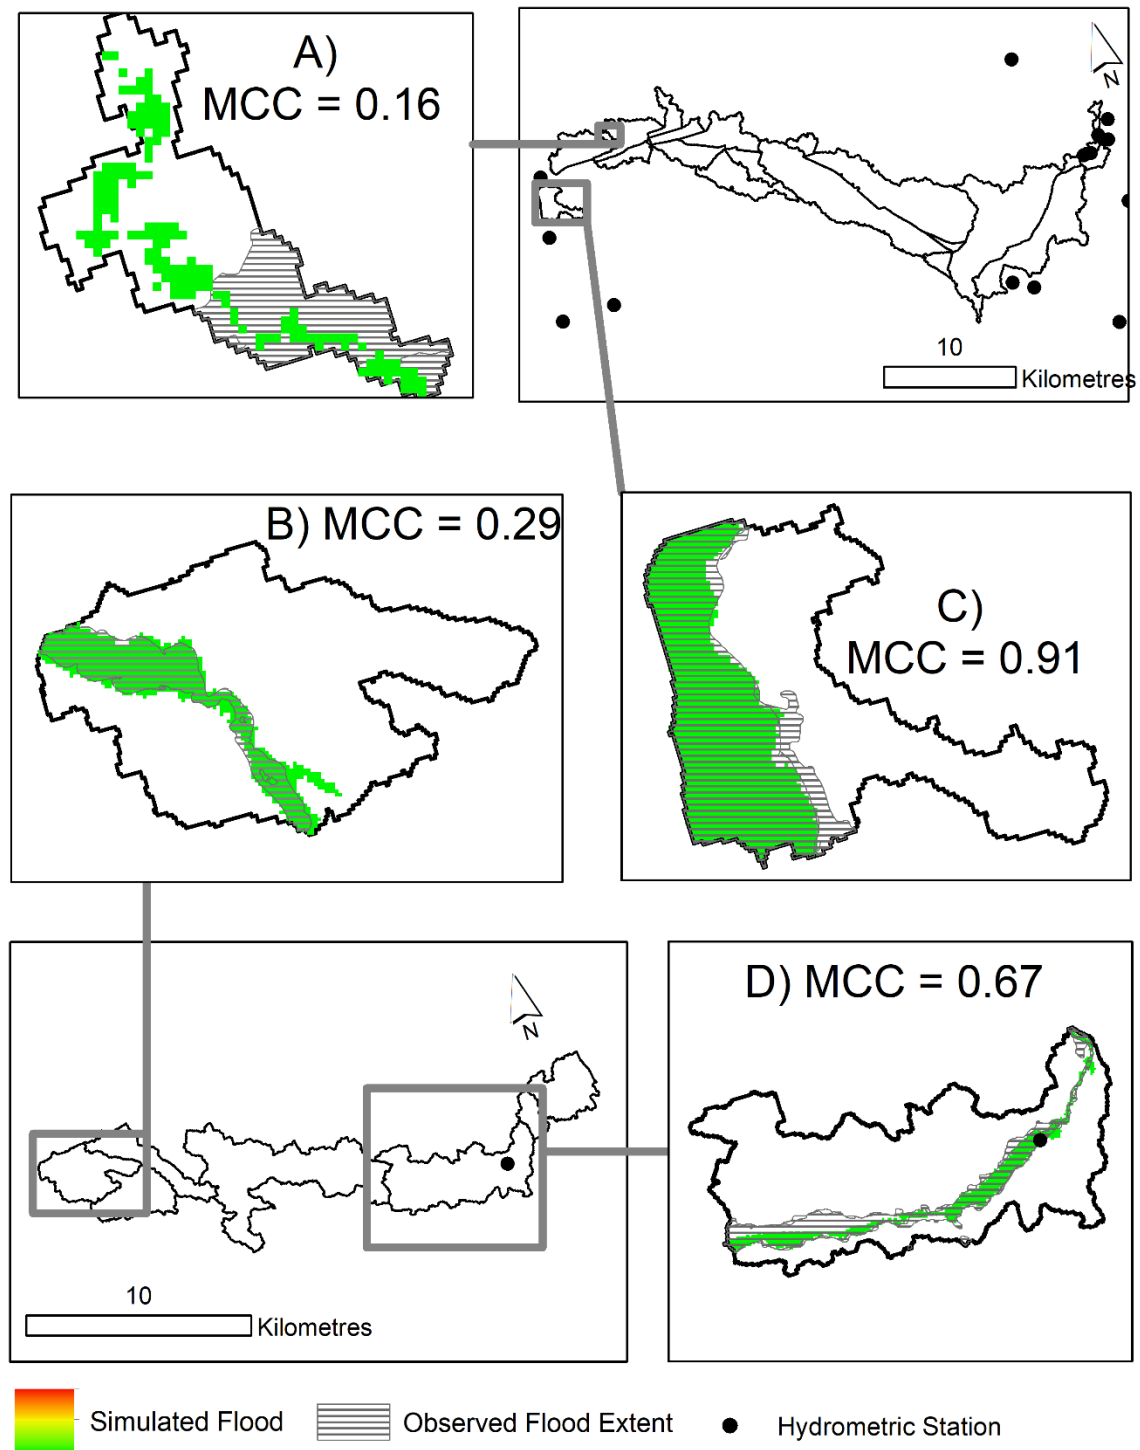 A)
MCC = 0.16
N
10
Kilometres
B) MCC = 0.29
C)
MCC = 0.91
N
10
Kilometres
D) MCC = 0.67
Simulated Flood
Observed Flood Extent
Hydrometric Station